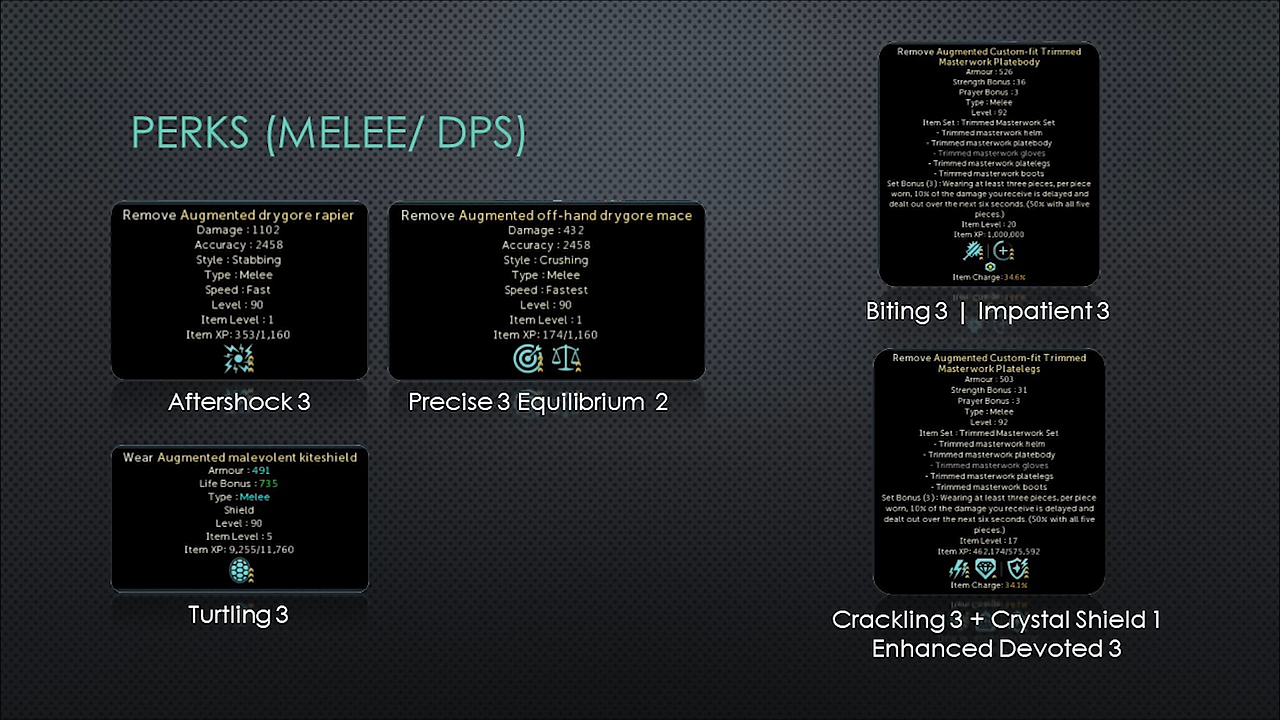 PERKS (MELEE/ DPS)
Remove Augmented drygore rapier
Damage : 1102
Accuracy : 2458
Style : Stabbing
Type : Melee
Speed : Fast
Level : 90
Item Level : 1
Item XP: 353/1,160
Aftershock 3
Remove Augmented off-hand drygore mace
Damage : 432
Accuracy : 2458
Style : Crushing
Type : Melee
Speed : Fastest
Level : 90
Item Level : 1
Item XP: 174/1,160
Precise 3 Equilibrium 2
Wear Augmented malevolent kiteshield
Armour : 491
Life Bonus : 735
Type : Melee
Shield
Level : 90
Item Level : 5
Item XP: 9,255/11,760
Turtling 3
Remove Augmented Custom-fit Trimmed
Masterwork Platebody
Armour : 526
Strength Bonus : 36
Prayer Bonus : 3
Type : Melee
Level : 92
Item Set : Trimmed Masterwork Set
- Trimmed masterwork helm
- Trimmed masterwork platebody
- Trimmed masterwork gloves
- Trimmed masterwork platelegs
- Trimmed masterwork boots
Set Bonus (3) : Wearing at least three pieces, per piece
worn, 10% of the damage you receive is delayed and
dealt out over the next six seconds. (50% with all five
pieces.)
Item Level : 20
Item XP: 1,000,000
Item Charge: 34.6%
Biting 3 | Impatient 3
Remove Augmented Custom-fit Trimmed
Masterwork Platelegs
Armour : 503
Strength Bonus : 31
Prayer Bonus : 3
Type : Melee
Level : 92
Item Set : Trimmed Masterwork Set
- Trimmed masterwork helm
- Trimmed masterwork platebody
- Trimmed masterwork gloves
- Trimmed masterwork platelegs
- Trimmed masterwork boots
Set Bonus (3) : Wearing at least three pieces, per piece
worn, 10% of the damage you receive is delayed and
dealt out over the next six seconds. (50% with all five
pieces.)
Item Level : 17
Item XP: 462,174/575,592
Item Charge: 34.1%
Crackling 3 + Crystal Shield 1
Enhanced Devoted 3